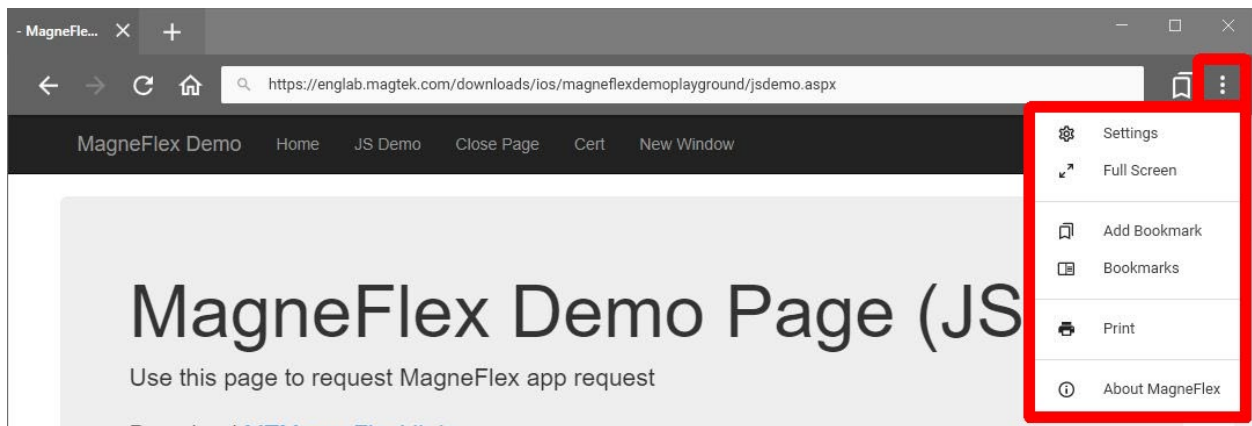 - MagneFle...
https://englab.magtek.com/downloads/ios/magneflexdemoplayground/jsdemo.aspx
MagneFlex Demo Home JS Demo Close Page Cert New Window
Settings
Full Screen
Add Bookmark
Bookmarks
Print
About MagneFlex
MagneFlex Demo Page (JS
Use this page to request MagneFlex app request